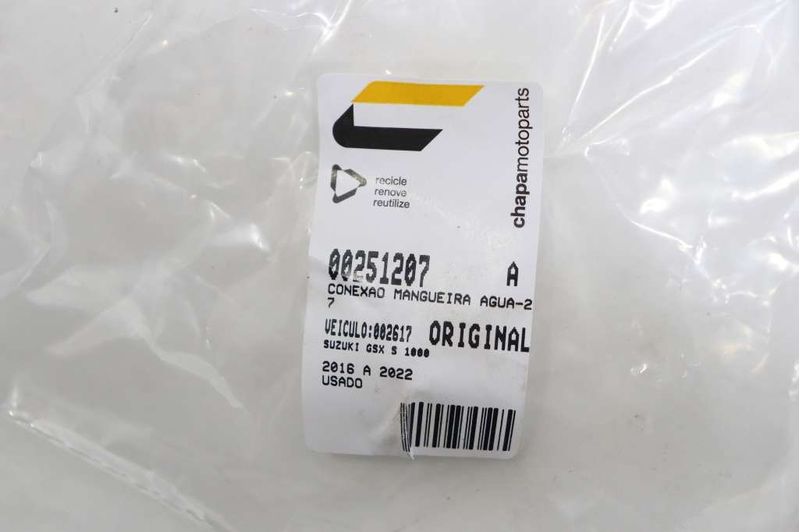 chapamotoparts
recicle
renove
reutilize
00251207 A
CONEXAO MANGUEIRA AGUA-2
7
VEICULO:002617 ORIGINAL
SUZUKI GSX S 1000
2016 A 2022
USADO